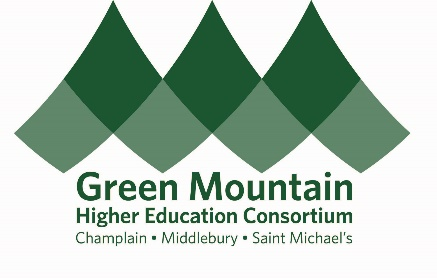 Green Mountain
Higher Education Consortium
Champlain ▪ Middlebury ▪ Saint Michael's